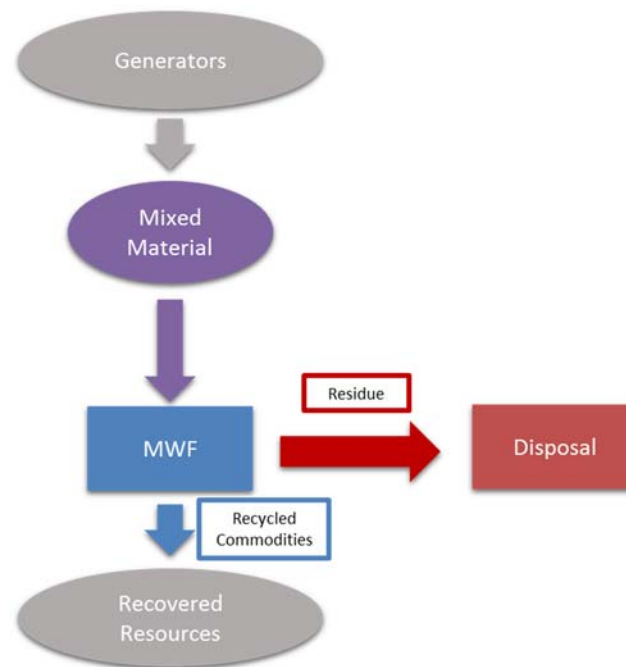 Generators
Mixed
Material
Residue
MWF
Disposal
Recycled
Commodities
Recovered
Resources